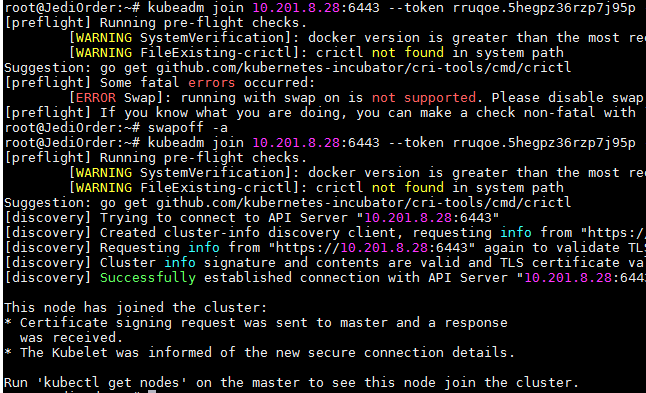 root@JediOrder:~# kubeadm join 10.201.8.28:6443 --token rruqoe.5hegpz36rzp7j95p
[preflight] Running pre-flight checks.
[WARNING SystemVerification]: docker version is greater than the most rec
[WARNING FileExisting-crictl]: crictl not found in system path
Suggestion: go get github.com/kubernetes-incubator/cri-tools/cmd/crictl
[preflight] Some fatal errors occurred:
[ERROR Swap]: running with swap on is not supported. Please disable swap
[preflight] If you know what you are doing, you can make a check non-fatal with
root@JediOrder:~# swapoff -a
root@JediOrder:~# kubeadm join 10.201.8.28:6443 --token rruqoe.5hegpz36rzp7j95p
[preflight] Running pre-flight checks.
[WARNING SystemVerification]: docker version is greater than the most rec
[WARNING FileExisting-crictl]: crictl not found in system path
Suggestion: go get github.com/kubernetes-incubator/cri-tools/cmd/crictl
[discovery] Trying to connect to API Server "10.201.8.28:6443"
[discovery] Created cluster-info discovery client, requesting info from "https:/
[discovery] Requesting info from "https://10.201.8.28:6443" again to validate TLS
[discovery] Cluster info signature and contents are valid and TLS certificate val
[discovery] Successfully established connection with API Server "10.201.8.28:644

This node has joined the cluster:
* Certificate signing request was sent to master and a response
was received.
* The Kubelet was informed of the new secure connection details.

Run 'kubectl get nodes' on the master to see this node join the cluster.